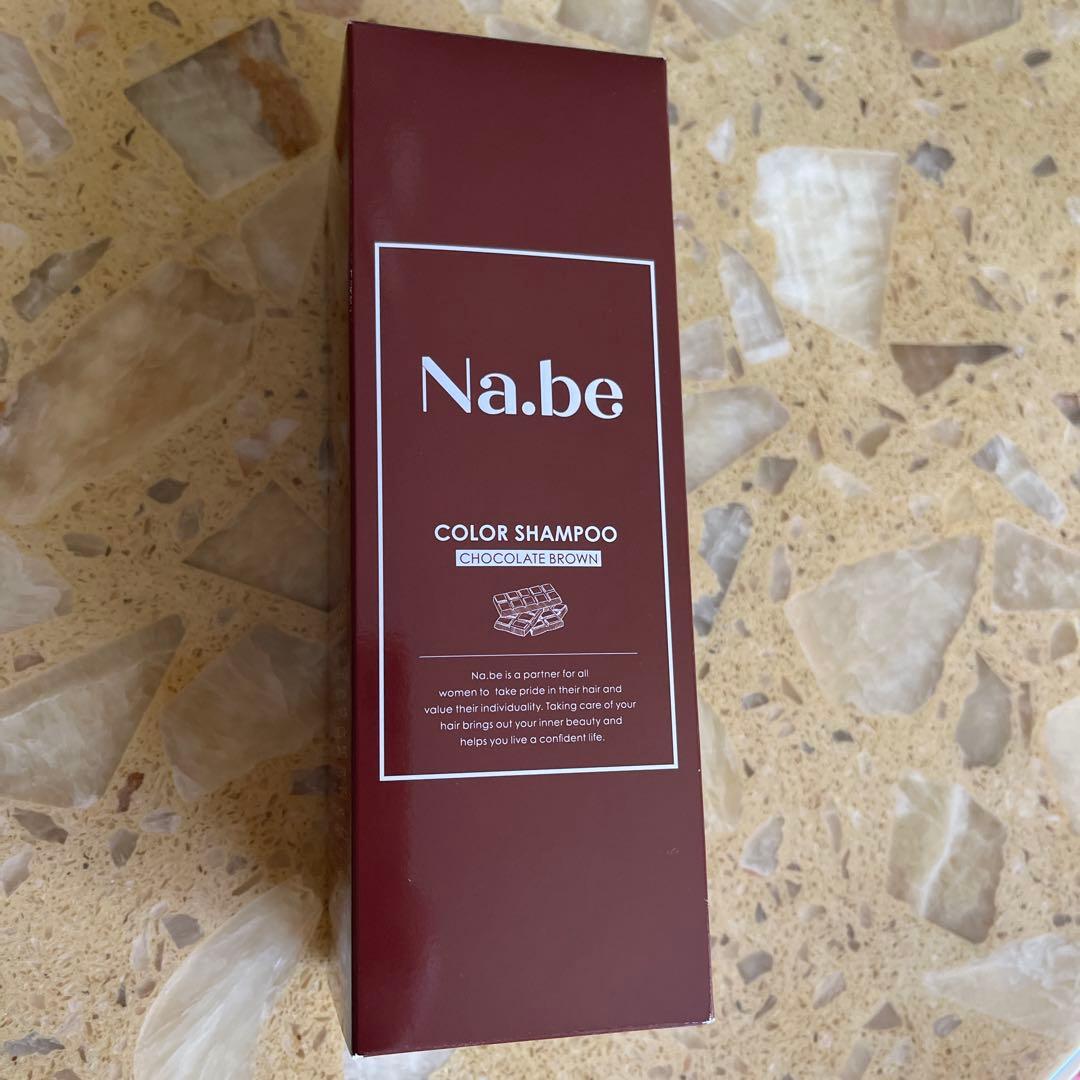 Na.be
COLOR SHAMPOO
CHOCOLATE BROWN
Na.be is a partner for all
women to take pride in their hair and
value their individuality. Taking care of your
hair brings out your inner beauty and
helps you live a confident life.